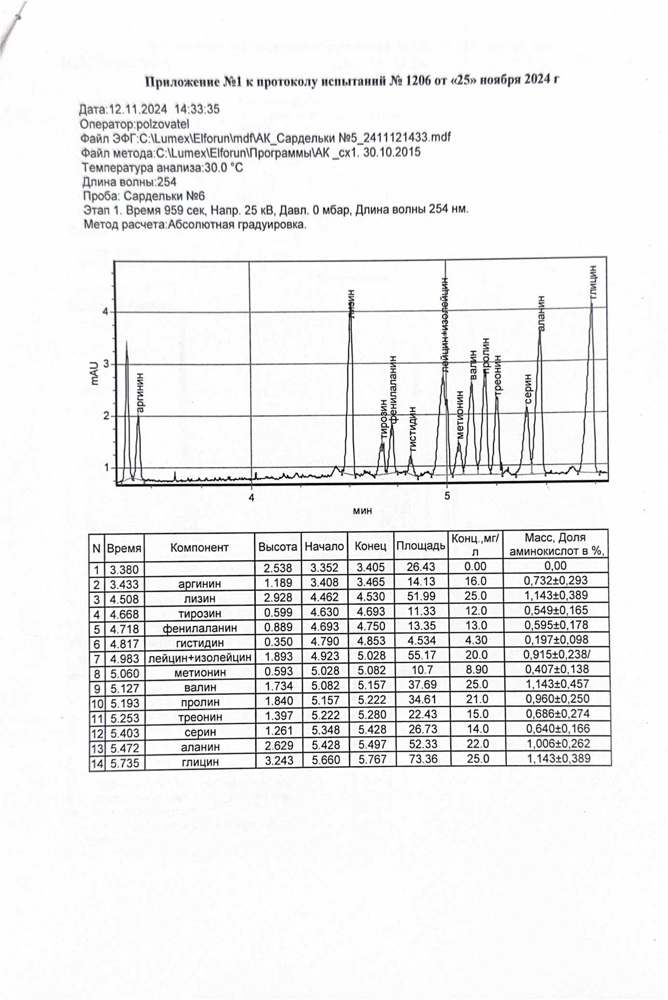 Приложение №1 к протоколу испытаний № 1206 от «25» ноября 2024 г
Дата:12.11.2024 14:33:35
Оператор:polzovatel
Файл ЭФГ:C:\Lumex\Elforun\mdf\АК_Сардельки №5_2411121433.mdf
Файл метода:C:\Lumex\Elforun\Программы\АК _сх1. 30.10.2015
Температура анализа:30.0 °C
Длина волны:254
Проба: Сардельки №6
Этап 1. Время 959 сек, Напр. 25 кВ, Давл. 0 мбар, Длина волны 254 нм.
Метод расчета:Абсолютная градуировка.
mAU
4
3
2
1
аргинин
лизин
тирозин
фенилаланин
гистидин
лейцин+изолейцин
метионин
валин
пролин
треонин
серин
аланин
глицин
4 5
мин
N Время Компонент Высота Начало Конец Площадь Конц.,мг/л Масс, Доля аминокислот в %,
1 3.380 2.538 3.352 3.405 26.43 0.00 0,00
2 3.433 аргинин 1.189 3.408 3.465 14.13 16.0 0,732±0,293
3 4.508 лизин 2.928 4.462 4.530 51.99 25.0 1,143±0,389
4 4.668 тирозин 0.599 4.630 4.693 11.33 12.0 0,549±0,165
5 4.718 фенилаланин 0.889 4.693 4.750 13.35 13.0 0,595±0,178
6 4.817 гистидин 0.350 4.790 4.853 4.534 4.30 0,197±0,098
7 4.983 лейцин+изолейцин 1.893 4.923 5.028 55.17 20.0 0,915±0,238/
8 5.060 метионин 0.593 5.028 5.082 10.7 8.90 0,407±0,138
9 5.127 валин 1.734 5.082 5.157 37.69 25.0 1,143±0,457
10 5.193 пролин 1.840 5.157 5.222 34.61 21.0 0,960±0,250
11 5.253 треонин 1.397 5.222 5.280 22.43 15.0 0,686±0,274
12 5.403 серин 1.261 5.348 5.428 26.73 14.0 0,640±0,166
13 5.472 аланин 2.629 5.428 5.497 52.33 22.0 1,006±0,262
14 5.735 глицин 3.243 5.660 5.767 73.36 25.0 1,143±0,389